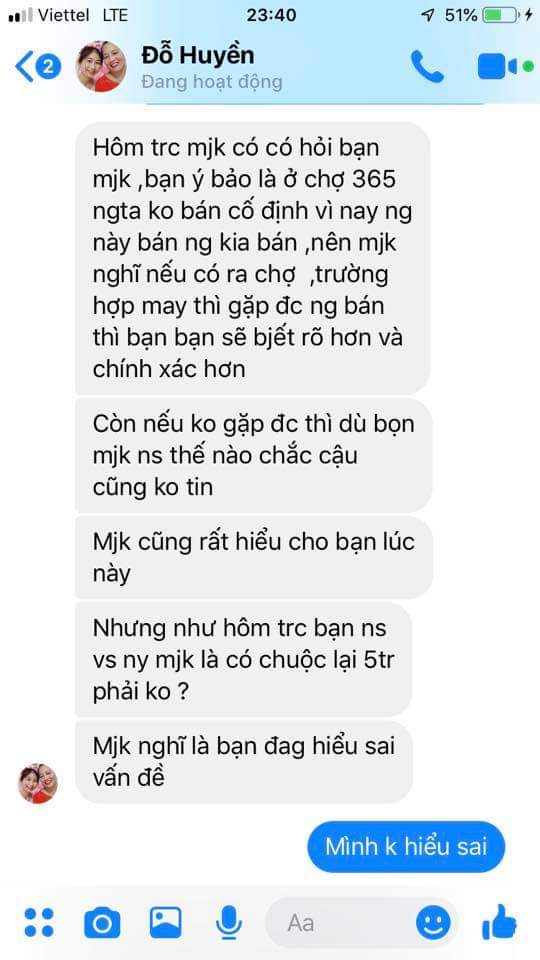 Viettel LTE 23:40 51%
2 Đỗ Huyền
Đang hoạt động
Hôm trc mjk có có hỏi bạn
mjk ,bạn ý bảo là ở chợ 365
ngta ko bán cố định vì nay ng
này bán ng kia bán ,nên mjk
nghĩ nếu có ra chợ ,trường
hợp may thì gặp đc ng bán
thì bạn bạn sẽ bjết rõ hơn và
chính xác hơn
Còn nếu ko gặp đc thì dù bọn
mjk ns thế nào chắc cậu
cũng ko tin
Mjk cũng rất hiểu cho bạn lúc
này
Nhưng như hôm trc bạn ns
vs ny mjk là có chuộc lại 5tr
phải ko ?
Mjk nghĩ là bạn đag hiểu sai
vấn đề
Mình k hiểu sai
Aa